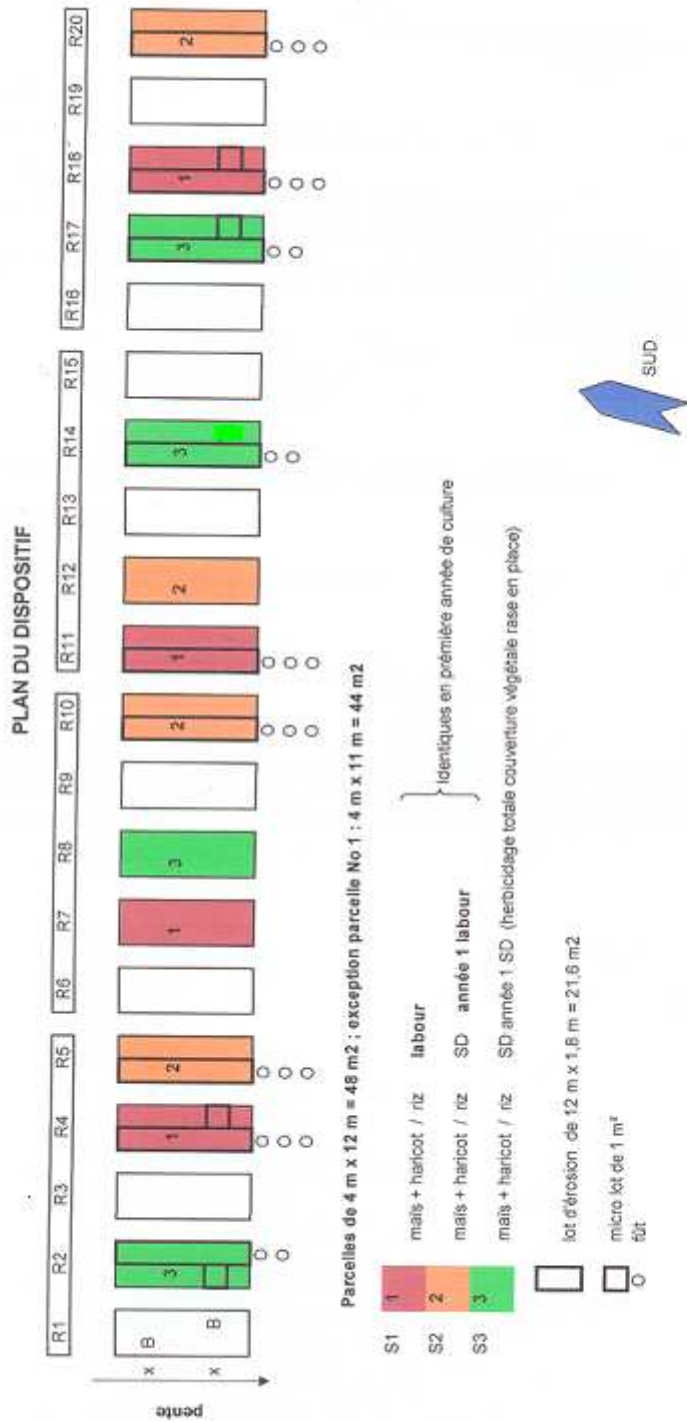 PLAN DU DISPOSITIF
R1 R2 R3 R4 R5 R6 R7 R8 R9 R10 R11 R12 R13 R14 R15 R16 R17 R18 R19 R20
pente
x x
B B
3 1 2 1 3 2 1 2 3 3 1 2
Parcelles de 4 m x 12 m = 48 m2 ; exception parcelle No 1 : 4 m x 11 m = 44 m2
S1 1 maïs + haricot / riz labour
S2 2 maïs + haricot / riz SD année 1 labour
Identiques en prémière année de culture
S3 3 maïs + haricot / riz SD année 1 SD (herbicidage totale couverture végétale rase en place)
lot d'érosion de 12 m x 1,8 m = 21,6 m2
micro lot de 1 m²
fût
SUD